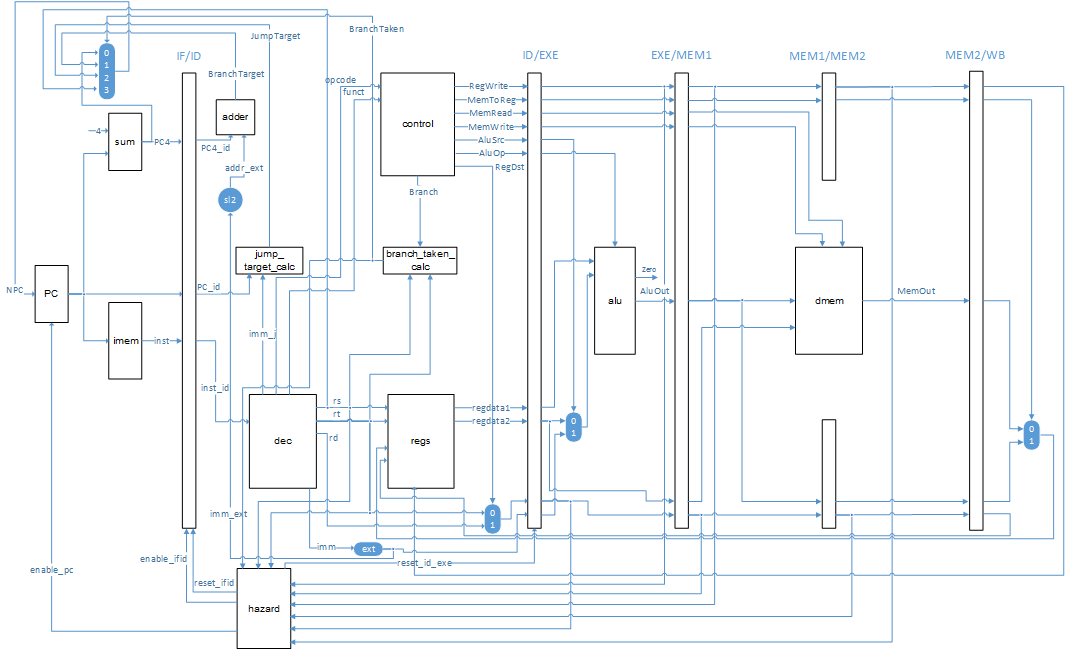 BranchTaken
JumpTarget
IF/ID
ID/EXE
EXE/MEM1
MEM1/MEM2
MEM2/WB
0
1
2
3
BranchTarget
opcode
funct
RegWrite
MemToReg
MemRead
MemWrite
AluSrc
AluOp
RegDst
control
adder
4
sum
PC4
PC4_id
addr_ext
sl2
Branch
jump_
target_calc
branch_taken_
calc
Zero
AluOut
alu
dmem
MemOut
NPC
PC
PC_id
imem
inst
imm_j
inst_id
rs
rt
rd
dec
regs
regdata1
regdata2
0
1
0
1
0
1
imm_ext
imm
ext
enable_ifid
enable_pc
reset_ifid
reset_id_exe
hazard